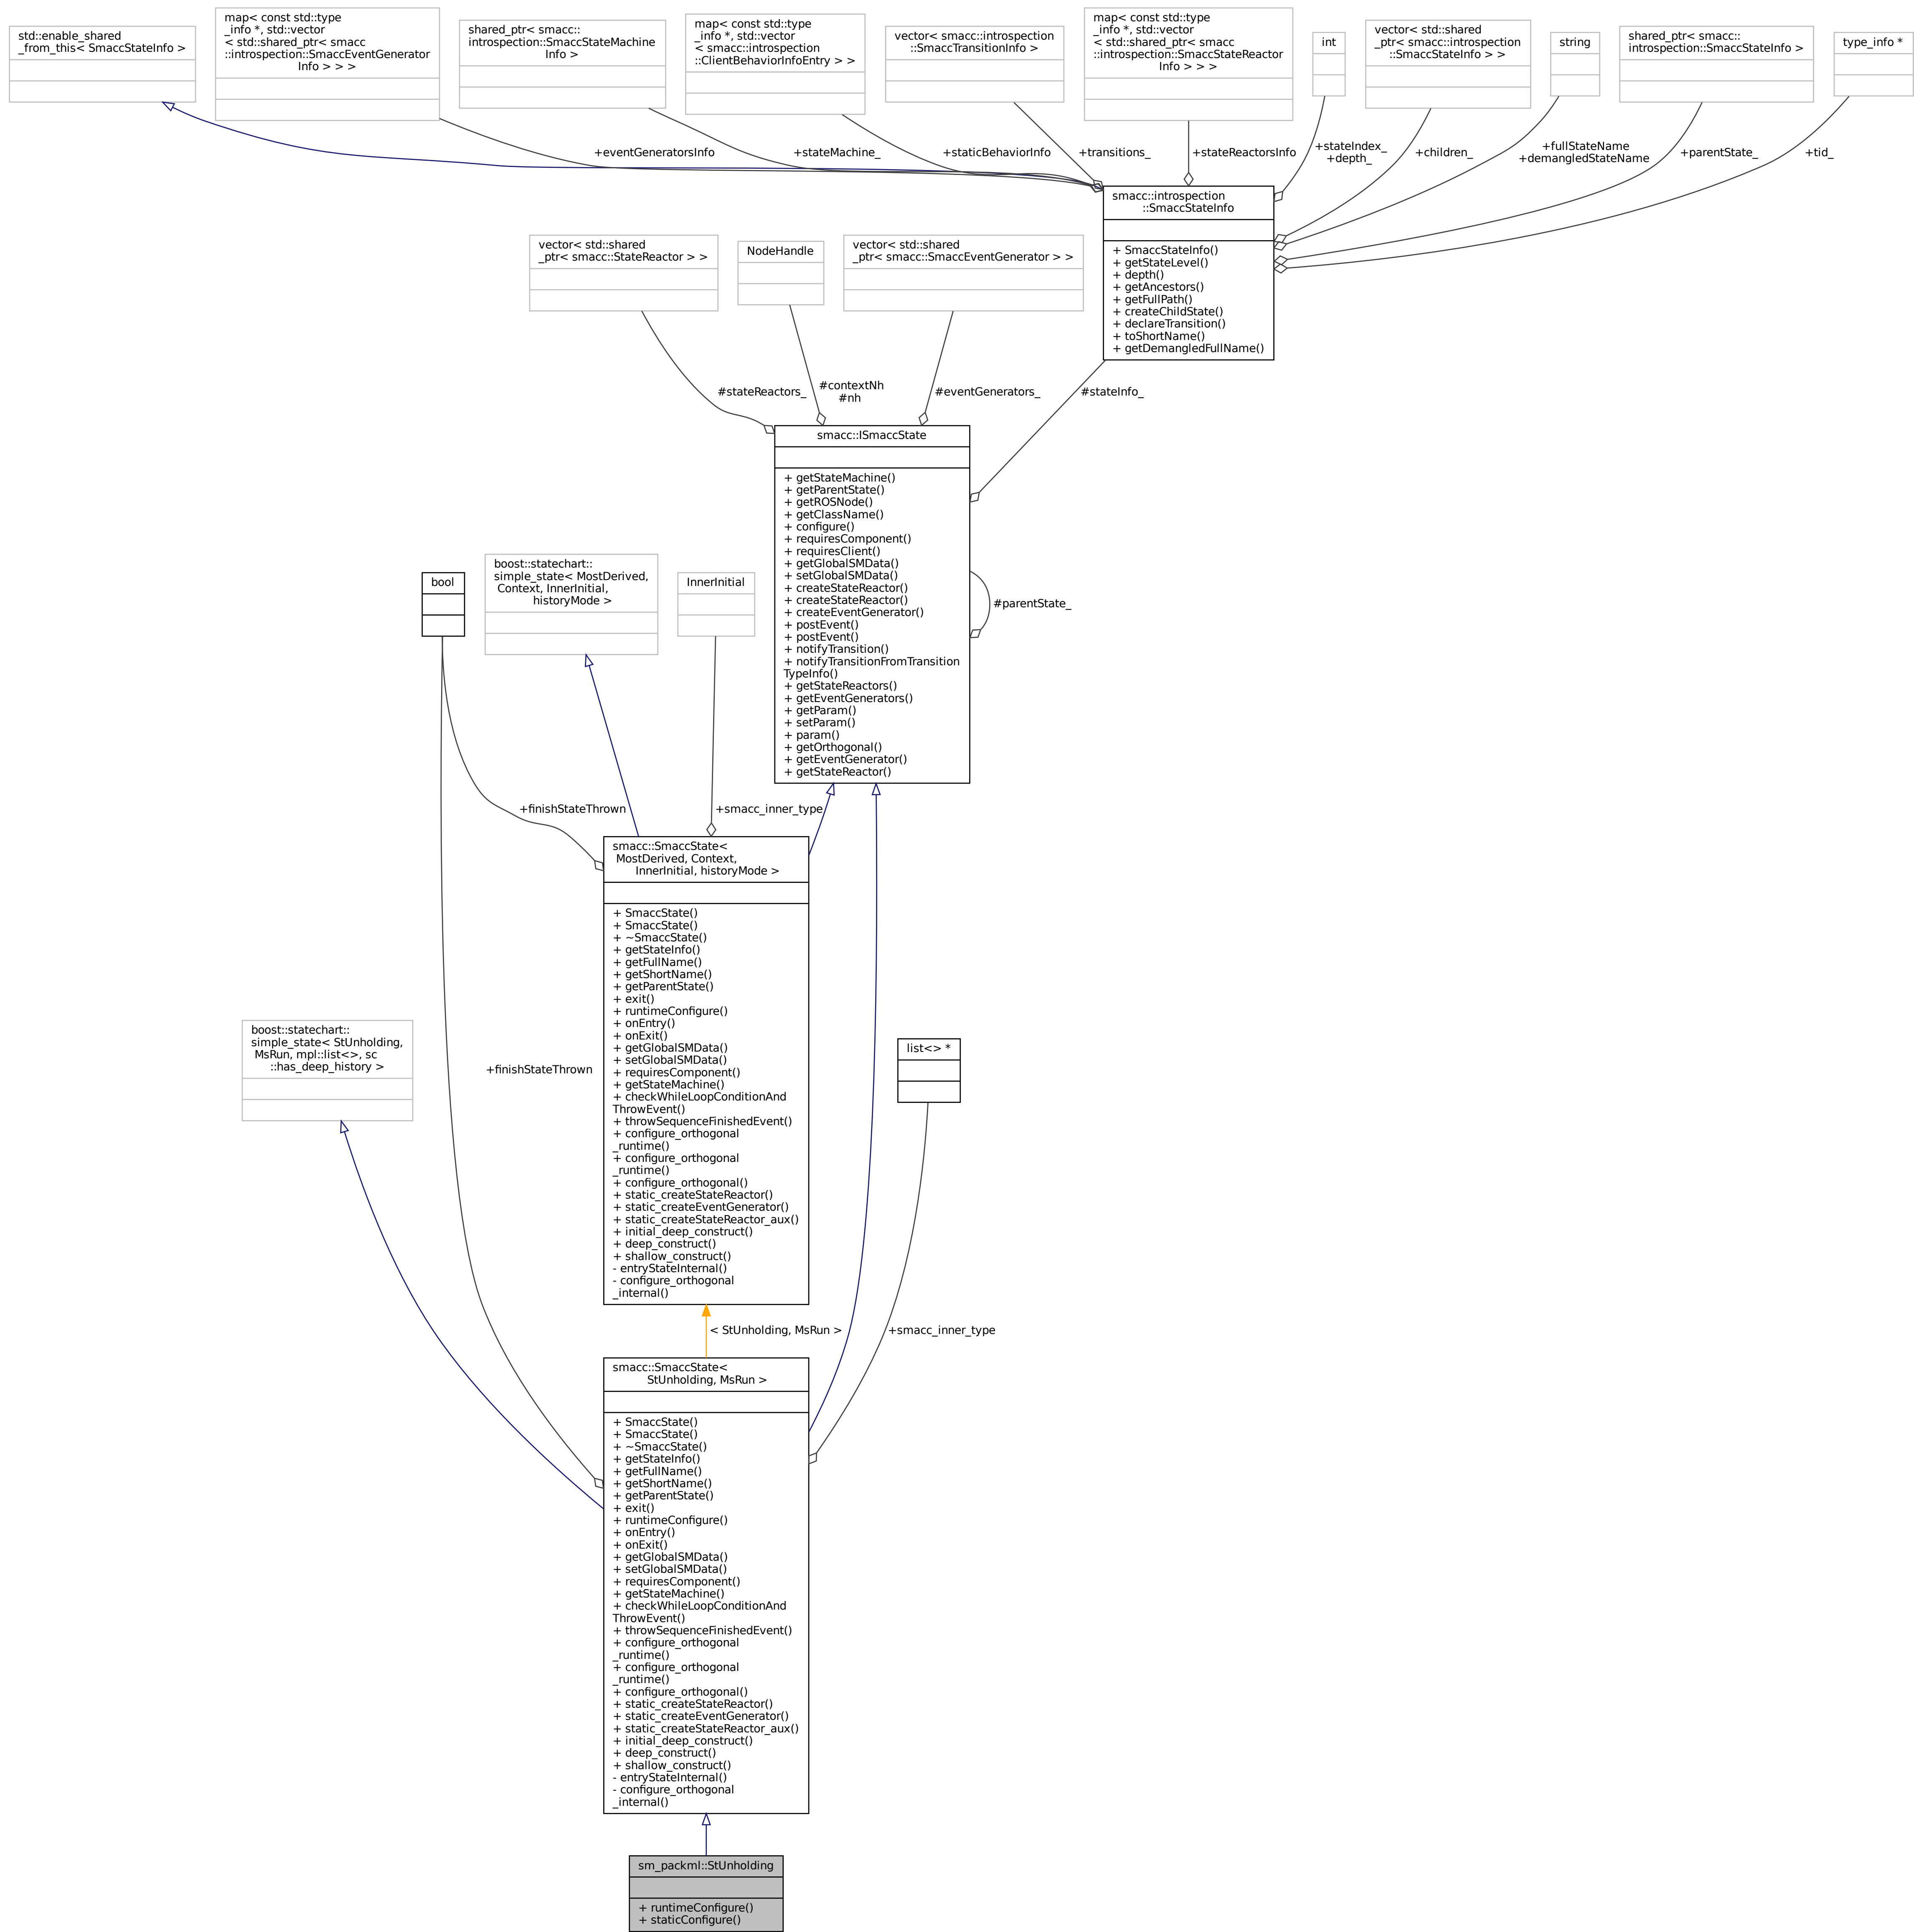 std::enable_shared
_from_this< SmaccStateInfo >
map< const std::type
_info *, std::vector
< std::shared_ptr< smacc
::introspection::SmaccEventGenerator
Info > > >
shared_ptr< smacc::
introspection::SmaccStateMachine
Info >
map< const std::type
_info *, std::vector
< smacc::introspection
::ClientBehaviorInfoEntry > >
vector< smacc::introspection
::SmaccTransitionInfo >
map< const std::type
_info *, std::vector
< std::shared_ptr< smacc
::introspection::SmaccStateReactor
Info > > >
int
vector< std::shared
_ptr< smacc::introspection
::SmaccStateInfo > >
string
shared_ptr< smacc::
introspection::SmaccStateInfo >
type_info *
+eventGeneratorsInfo
+stateMachine_
+staticBehaviorInfo
+transitions_
+stateReactorsInfo
+stateIndex_
+depth_
+children_
+fullStateName
+demangledStateName
+parentState_
+tid_
smacc::introspection
::SmaccStateInfo
+ SmaccStateInfo()
+ getStateLevel()
+ depth()
+ getAncestors()
+ getFullPath()
+ createChildState()
+ declareTransition()
+ toShortName()
+ getDemangledFullName()
vector< std::shared
_ptr< smacc::StateReactor > >
NodeHandle
vector< std::shared
_ptr< smacc::SmaccEventGenerator > >
#stateReactors_
#contextNh
#nh
#eventGenerators_
#stateInfo_
smacc::ISmaccState
+ getStateMachine()
+ getParentState()
+ getROSNode()
+ getClassName()
+ configure()
+ requiresComponent()
+ requiresClient()
+ getGlobalSMData()
+ setGlobalSMData()
+ createStateReactor()
+ createStateReactor()
+ createEventGenerator()
+ postEvent()
+ postEvent()
+ notifyTransition()
+ notifyTransitionFromTransition
TypeInfo()
+ getStateReactors()
+ getEventGenerators()
+ getParam()
+ setParam()
+ param()
+ getOrthogonal()
+ getEventGenerator()
+ getStateReactor()
#parentState_
bool
boost::statechart::
simple_state< MostDerived,
Context, InnerInitial,
historyMode >
InnerInitial
+finishStateThrown
+smacc_inner_type
smacc::SmaccState<
MostDerived, Context,
InnerInitial, historyMode >
+ SmaccState()
+ SmaccState()
+ ~SmaccState()
+ getStateInfo()
+ getFullName()
+ getShortName()
+ getParentState()
+ exit()
+ runtimeConfigure()
+ onEntry()
+ onExit()
+ getGlobalSMData()
+ setGlobalSMData()
+ requiresComponent()
+ getStateMachine()
+ checkWhileLoopConditionAnd
ThrowEvent()
+ throwSequenceFinishedEvent()
+ configure_orthogonal
_runtime()
+ configure_orthogonal
_runtime()
+ configure_orthogonal()
+ static_createStateReactor()
+ static_createEventGenerator()
+ static_createStateReactor_aux()
+ initial_deep_construct()
+ deep_construct()
+ shallow_construct()
- entryStateInternal()
- configure_orthogonal
_internal()
boost::statechart::
simple_state< StUnholding,
MsRun, mpl::list<>, sc
::has_deep_history >
+finishStateThrown
list<> *
< StUnholding, MsRun >
+smacc_inner_type
smacc::SmaccState<
StUnholding, MsRun >
+ SmaccState()
+ SmaccState()
+ ~SmaccState()
+ getStateInfo()
+ getFullName()
+ getShortName()
+ getParentState()
+ exit()
+ runtimeConfigure()
+ onEntry()
+ onExit()
+ getGlobalSMData()
+ setGlobalSMData()
+ requiresComponent()
+ getStateMachine()
+ checkWhileLoopConditionAnd
ThrowEvent()
+ throwSequenceFinishedEvent()
+ configure_orthogonal
_runtime()
+ configure_orthogonal
_runtime()
+ configure_orthogonal()
+ static_createStateReactor()
+ static_createEventGenerator()
+ static_createStateReactor_aux()
+ initial_deep_construct()
+ deep_construct()
+ shallow_construct()
- entryStateInternal()
- configure_orthogonal
_internal()
sm_packml::StUnholding
+ runtimeConfigure()
+ staticConfigure()